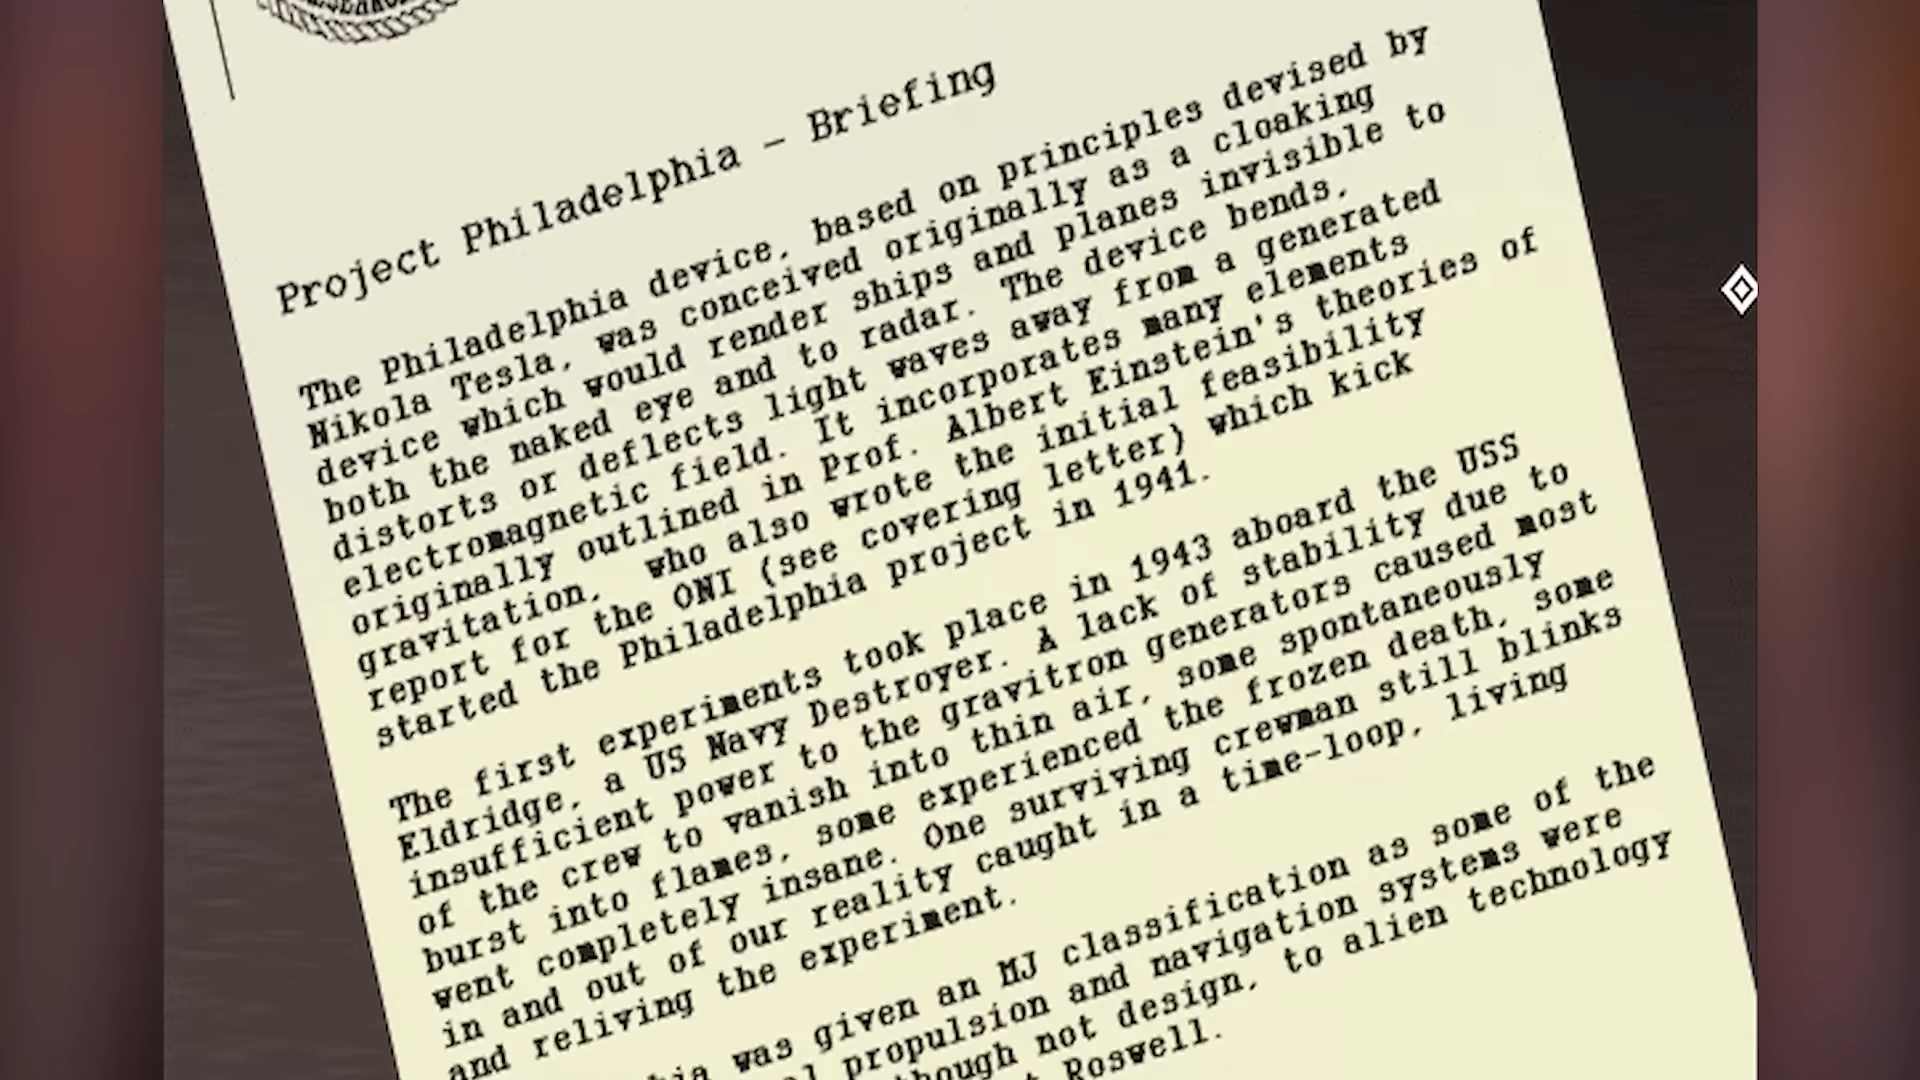 Project Philadelphia - Briefing
The Philadelphia device, based on principles devised by
Nikola Tesla, was conceived originally as a cloaking
device which would render ships and planes invisible to
both the naked eye and to radar. The device bends,
distorts or deflects light waves away from a generated
electromagnetic field. It incorporates many elements
originally outlined in Prof. Albert Einstein's theories of
gravitation, who also wrote the initial feasibility
report for the ONI (see covering letter) which kick
started the Philadelphia project in 1941.
The first experiments took place in 1943 aboard the USS
Eldridge, a US Navy Destroyer. A lack of stability due to
insufficient power to the gravitron generators caused most
of the crew to vanish into thin air, some spontaneously
burst into flames, some experienced the frozen death, some
went completely insane. One surviving crewman still blinks
in and out of our reality caught in a time-loop, living
and reliving the experiment.
was given an MJ classification as some of the
propulsion and navigation systems were
not design, to alien technology
Roswell.